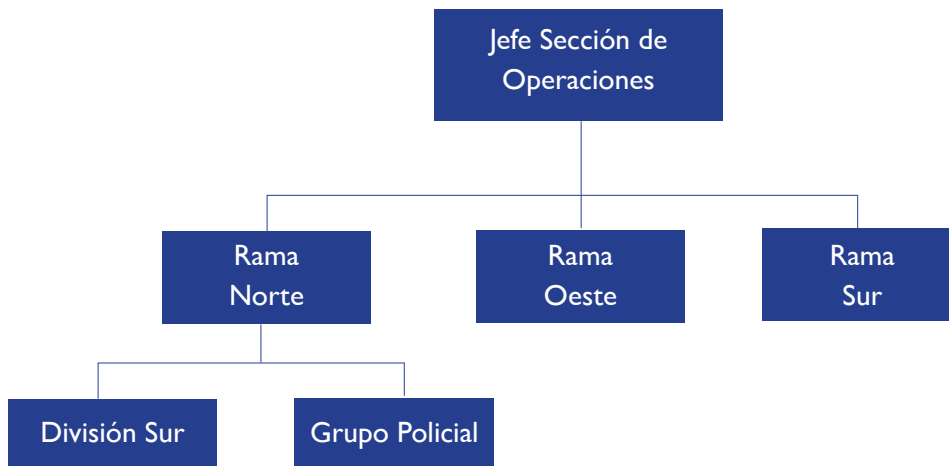 Jefe Sección de
Operaciones
Rama
Norte
Rama
Oeste
Rama
Sur
División Sur
Grupo Policial